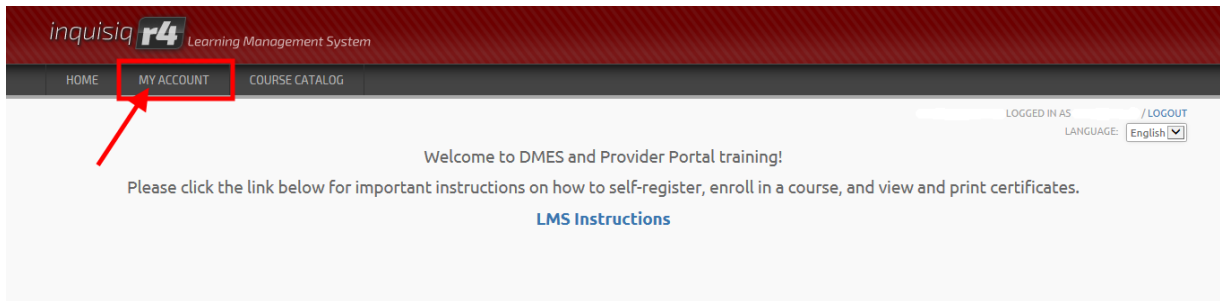 inquisiq r4 Learning Management System
HOME MY ACCOUNT COURSE CATALOG
LOGGED IN AS / LOGOUT
LANGUAGE: English
Welcome to DMES and Provider Portal training!
Please click the link below for important instructions on how to self-register, enroll in a course, and view and print certificates.
LMS Instructions